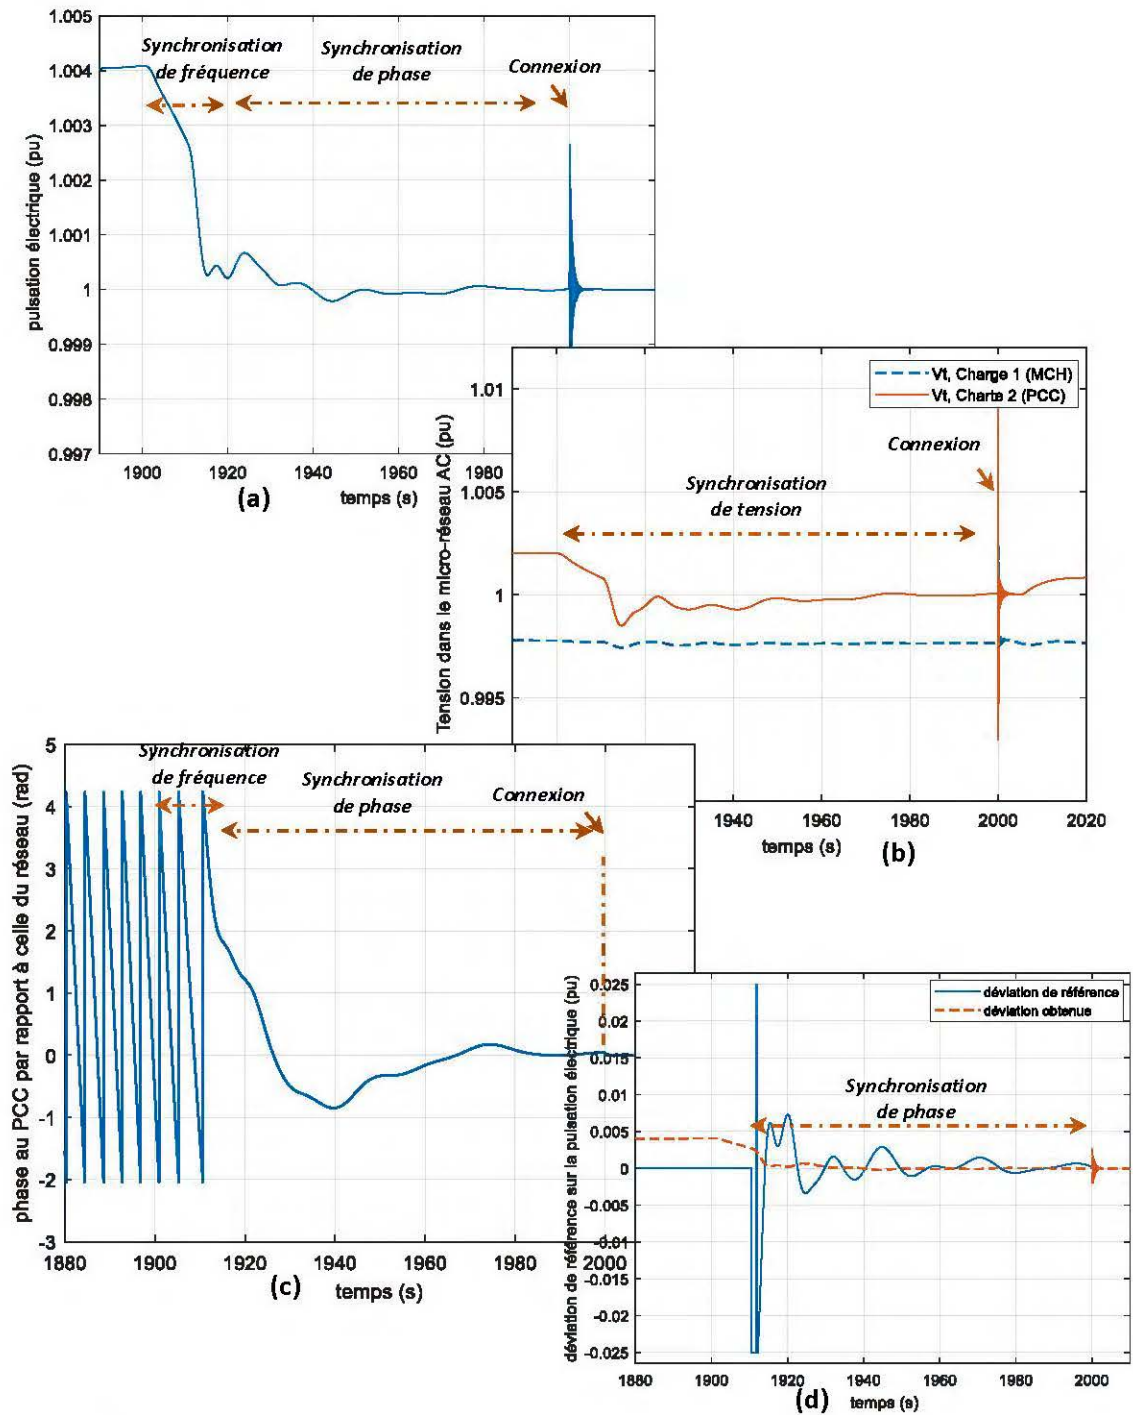 1.005
1.004
1.003
1.002
1.001
1
0.999
0.998
0.997
pulsation électrique (pu)
Synchronisation
de fréquence
Synchronisation
de phase
Connexion
1900
1920
1940
1960
1980
temps (s)
(a)
1.01
1.005
1
0.995
Tension dans le micro-réseau AC (pu)
Vt, Charge 1 (MCH)
Vt, Charte 2 (PCC)
Connexion
Synchronisation
de tension
1940
1960
1980
2000
2020
temps (s)
(b)
5
4
3
2
1
0
-1
-2
-3
phase au PCC par rapport à celle du réseau (rad)
Synchronisation
de fréquence
Synchronisation
de phase
Connexion
1880
1900
1920
1940
1960
1980
2000
temps (s)
(c)
0.025
0.02
0.015
0.01
0.005
0
-0.005
-0.01
-0.015
-0.02
-0.025
déviation de référence sur la pulsation électrique (pu)
déviation de référence
déviation obtenue
Synchronisation
de phase
1880
1900
1920
1940
1960
1980
2000
temps (s)
(d)